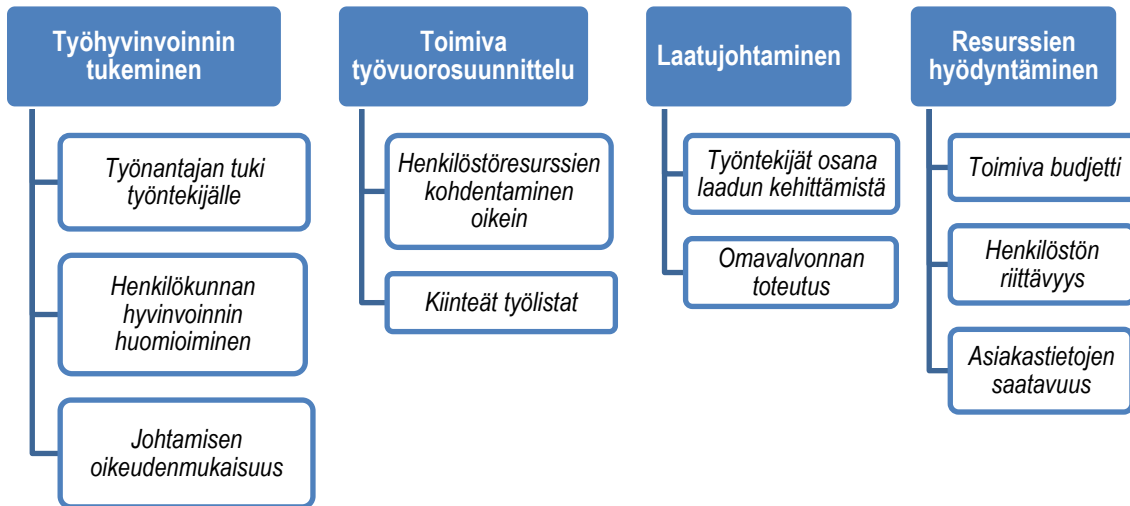 Työhyvinvoinnin
tukeminen
Työnantajan tuki
työntekijälle
Henkilökunnan
hyvinvoinnin
huomioiminen
Johtamisen
oikeudenmukaisuus
Toimiva
työvuorosuunnittelu
Henkilöstöresurssien
kohdentaminen
oikein
Kiinteät työlistat
Laatujohtaminen
Työntekijät osana
laadun kehittämistä
Omavalvonnan
toteutus
Resurssien
hyödyntäminen
Toimiva budjetti
Henkilöstön
riittävyys
Asiakastietojen
saatavuus